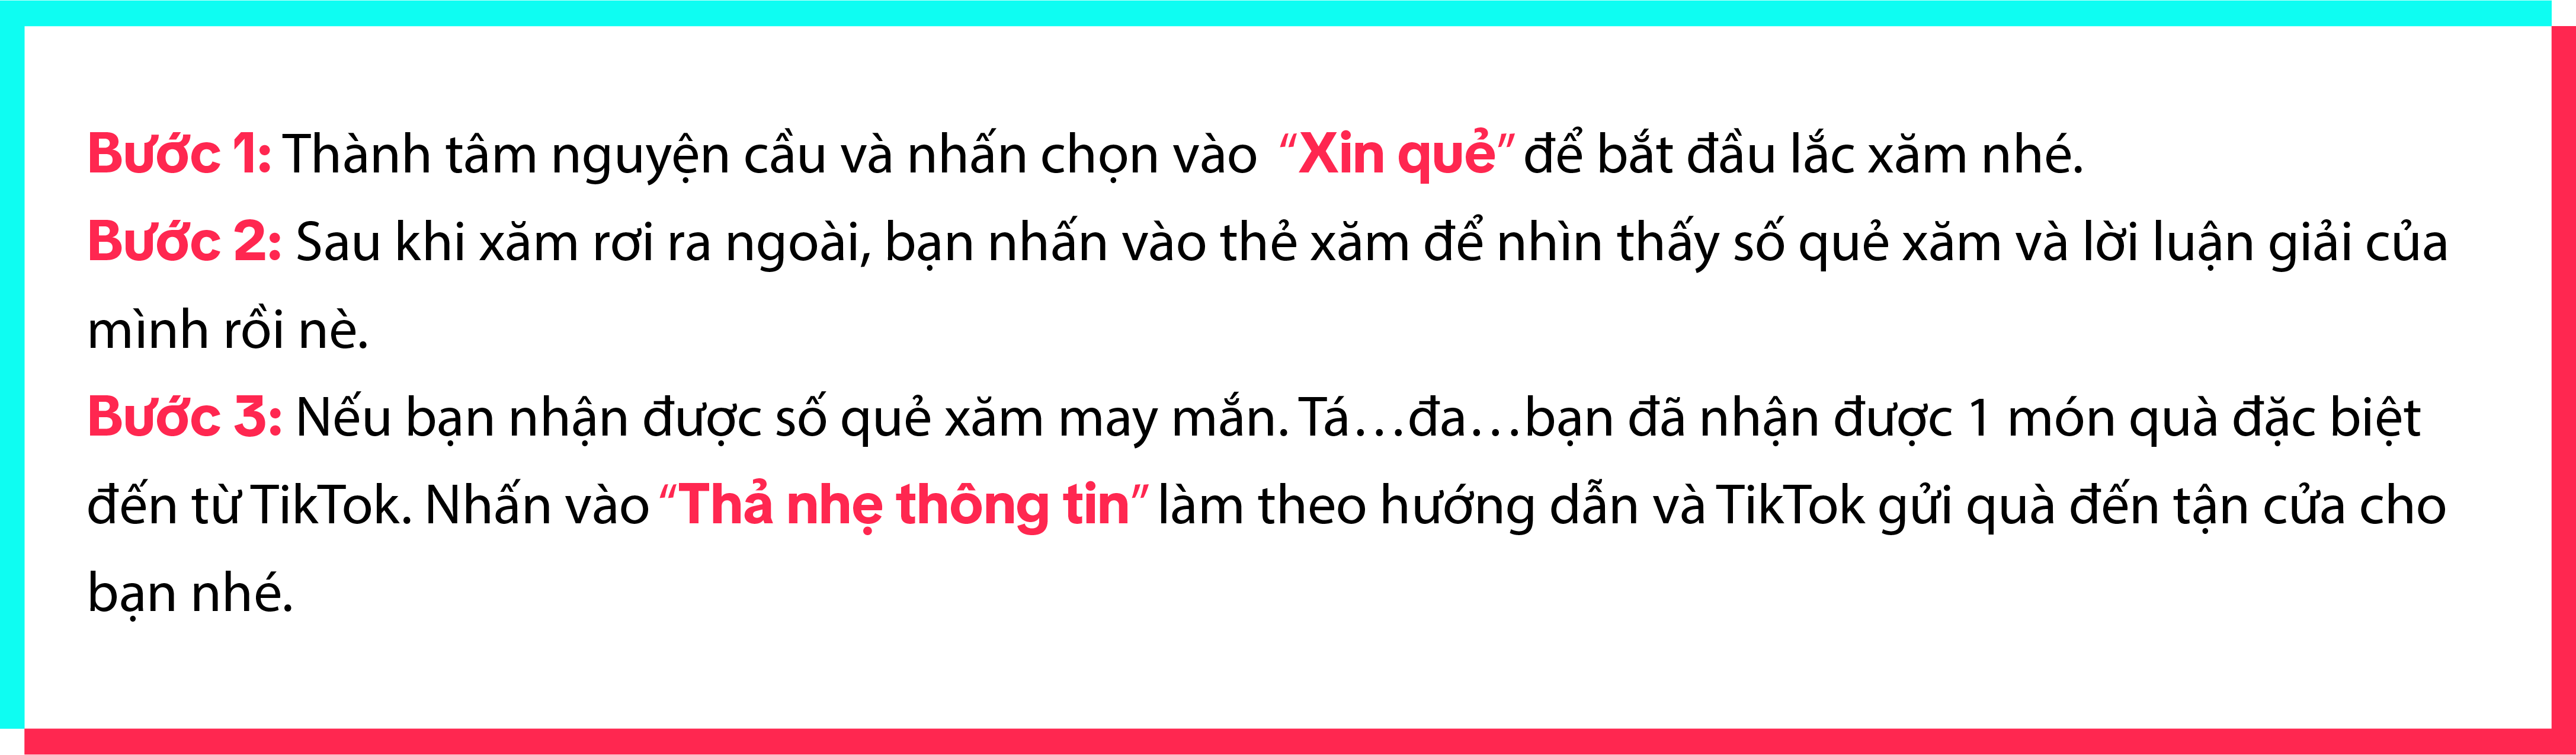 Bước 1: Thành tâm nguyện cầu và nhấn chọn vào “Xin quẻ” để bắt đầu lắc xăm nhé.
Bước 2: Sau khi xăm rơi ra ngoài, bạn nhấn vào thẻ xăm để nhìn thấy số quẻ xăm và lời luận giải của
mình rồi nè.
Bước 3: Nếu bạn nhận được số quẻ xăm may mắn. Tá…đa…bạn đã nhận được 1 món quà đặc biệt
đến từ TikTok. Nhấn vào “Thả nhẹ thông tin” làm theo hướng dẫn và TikTok gửi quà đến tận cửa cho
bạn nhé.